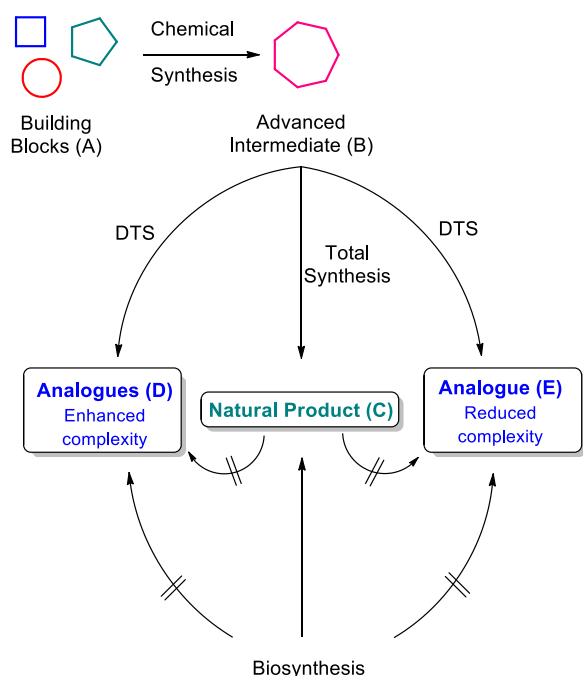 Chemical
Synthesis
Building
Blocks (A)
Advanced
Intermediate (B)
DTS
DTS
Total
Synthesis
Analogues (D)
Enhanced
complexity
Natural Product (C)
Analogue (E)
Reduced
complexity
Biosynthesis